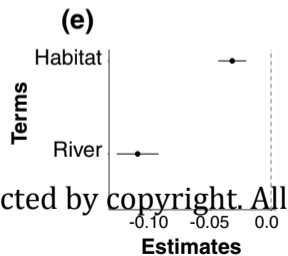 (e)
Habitat
Terms
River
cted by copyright. All
-0.10 -0.05 0.0
Estimates